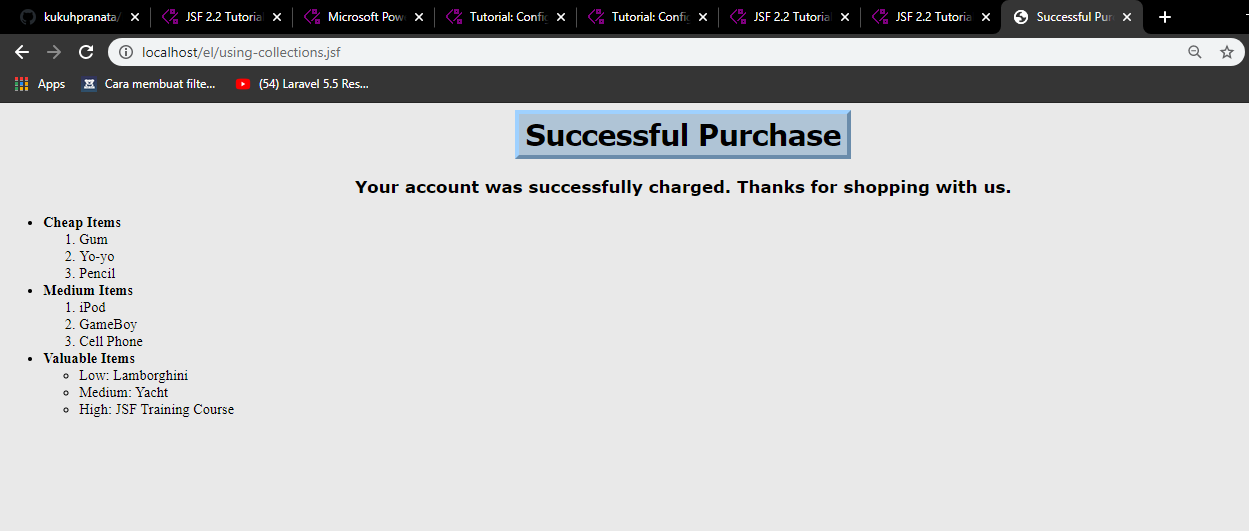 kukuhpranata/
JSF 2.2 Tutorial
Microsoft Pow
Tutorial: Config
Tutorial: Config
JSF 2.2 Tutorial
JSF 2.2 Tutoria
Successful Pur
localhost/el/using-collections.jsf
Apps
Cara membuat filte...
(54) Laravel 5.5 Res...
Successful Purchase
Your account was successfully charged. Thanks for shopping with us.
• Cheap Items
1. Gum
2. Yo-yo
3. Pencil
• Medium Items
1. iPod
2. GameBoy
3. Cell Phone
• Valuable Items
◦ Low: Lamborghini
◦ Medium: Yacht
◦ High: JSF Training Course